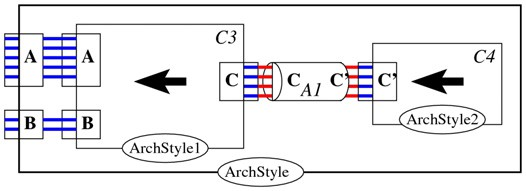 C3
C4
A A
C C C' C'
A1
B B
ArchStyle1
ArchStyle2
ArchStyle